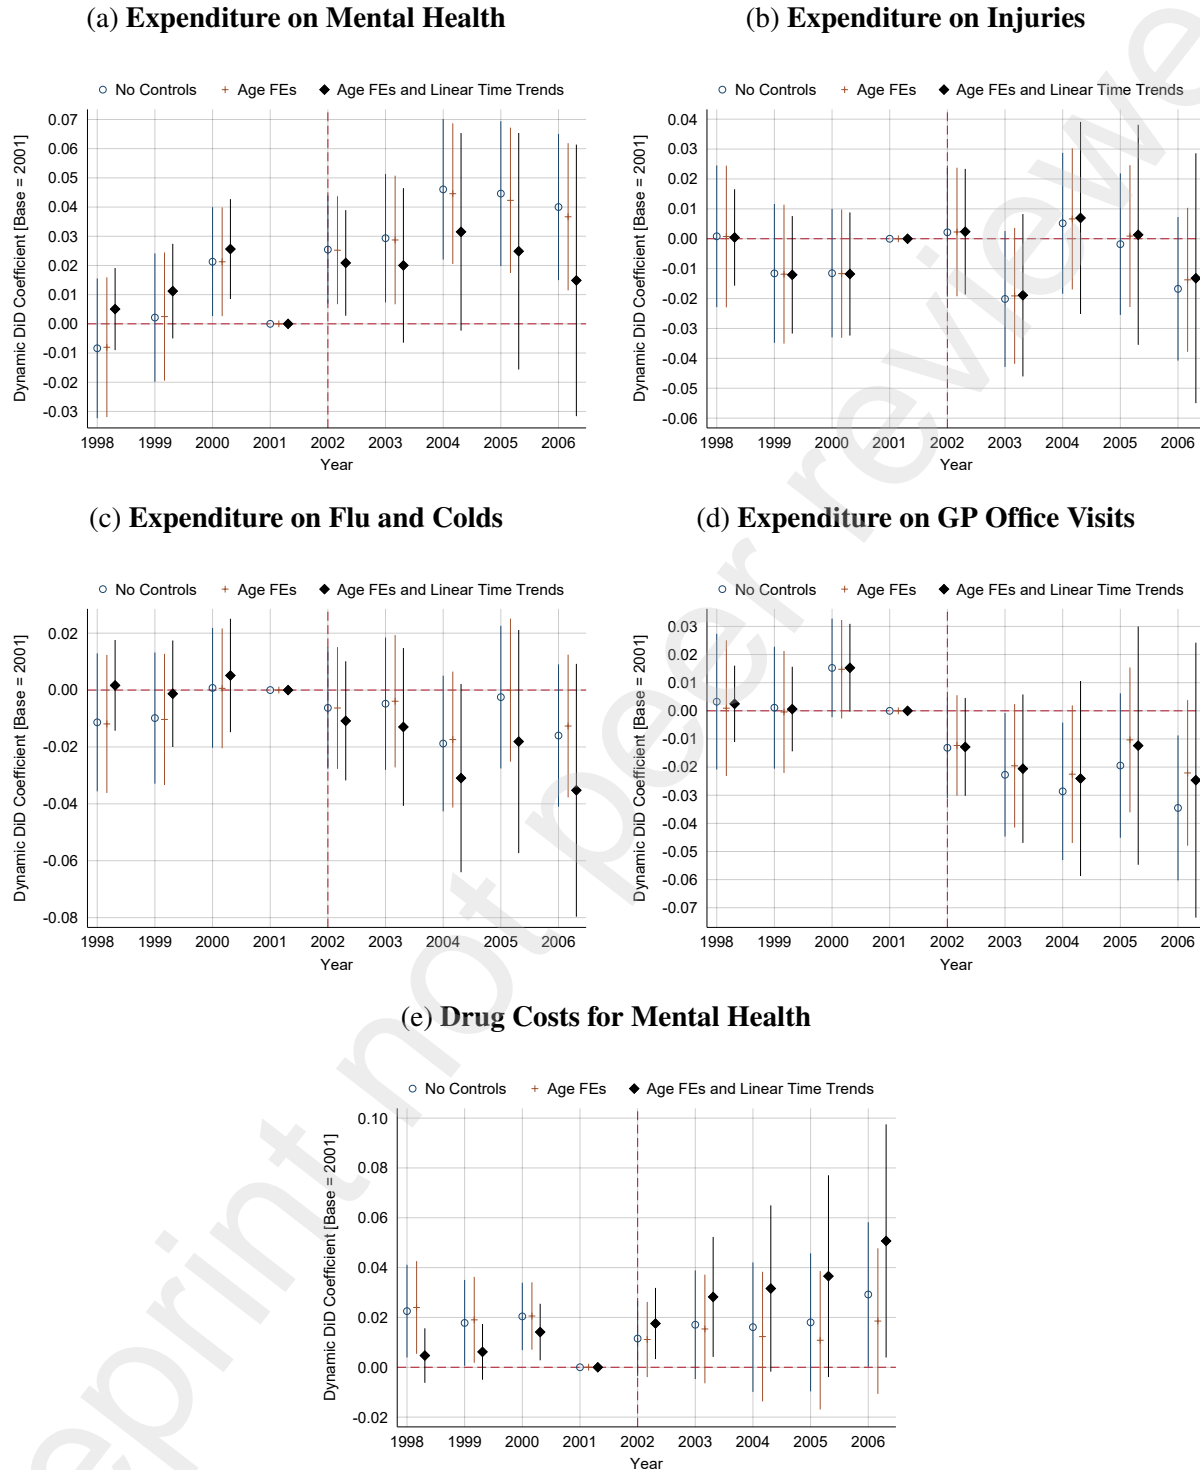 (a) Expenditure on Mental Health
No Controls Age FEs Age FEs and Linear Time Trends
Dynamic DiD Coefficient [Base = 2001]
0.07
0.06
0.05
0.04
0.03
0.02
0.01
0.00
-0.01
-0.02
-0.03
1998 1999 2000 2001 2002 2003 2004 2005 2006
Year
(b) Expenditure on Injuries
No Controls Age FEs Age FEs and Linear Time Trends
Dynamic DiD Coefficient [Base = 2001]
0.04
0.03
0.02
0.01
0.00
-0.01
-0.02
-0.03
-0.04
-0.05
-0.06
1998 1999 2000 2001 2002 2003 2004 2005 2006
Year
(c) Expenditure on Flu and Colds
No Controls Age FEs Age FEs and Linear Time Trends
Dynamic DiD Coefficient [Base = 2001]
0.02
0.00
-0.02
-0.04
-0.06
-0.08
1998 1999 2000 2001 2002 2003 2004 2005 2006
Year
(d) Expenditure on GP Office Visits
No Controls Age FEs Age FEs and Linear Time Trends
Dynamic DiD Coefficient [Base = 2001]
0.03
0.02
0.01
0.00
-0.01
-0.02
-0.03
-0.04
-0.05
-0.06
-0.07
1998 1999 2000 2001 2002 2003 2004 2005 2006
Year
(e) Drug Costs for Mental Health
No Controls Age FEs Age FEs and Linear Time Trends
Dynamic DiD Coefficient [Base = 2001]
0.10
0.08
0.06
0.04
0.02
0.00
-0.02
1998 1999 2000 2001 2002 2003 2004 2005 2006
Year
eprint not peer reviewe